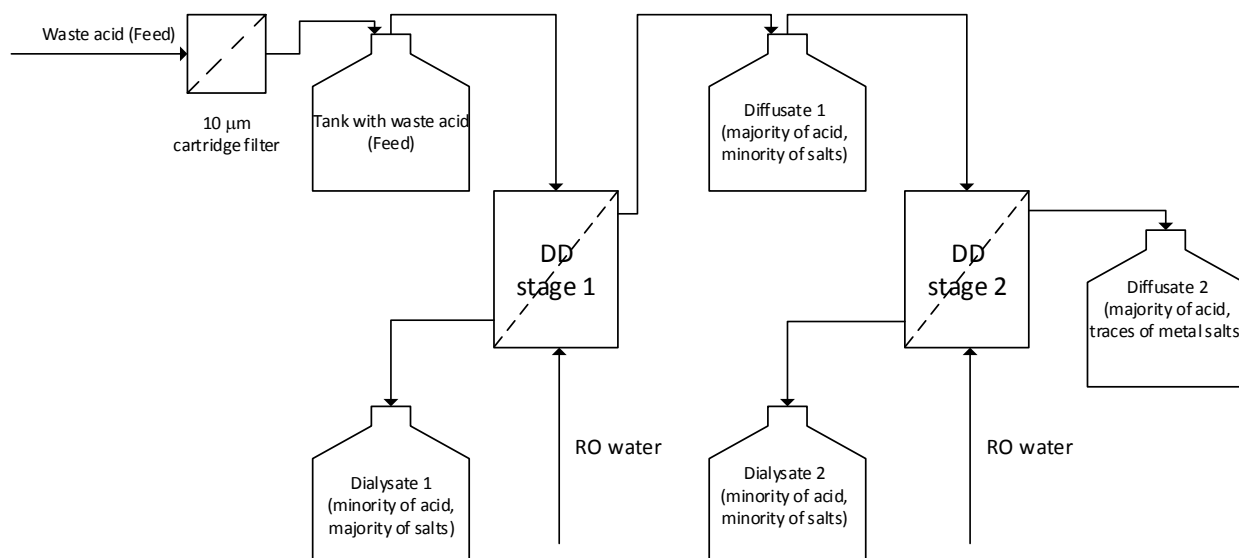 Waste acid (Feed)
10 μm
cartridge filter
Tank with waste acid
(Feed)
DD
stage 1
Dialysate 1
(minority of acid,
majority of salts)
RO water
Diffusate 1
(majority of acid,
minority of salts)
DD
stage 2
Dialysate 2
(minority of acid,
minority of salts)
RO water
Diffusate 2
(majority of acid,
traces of metal salts